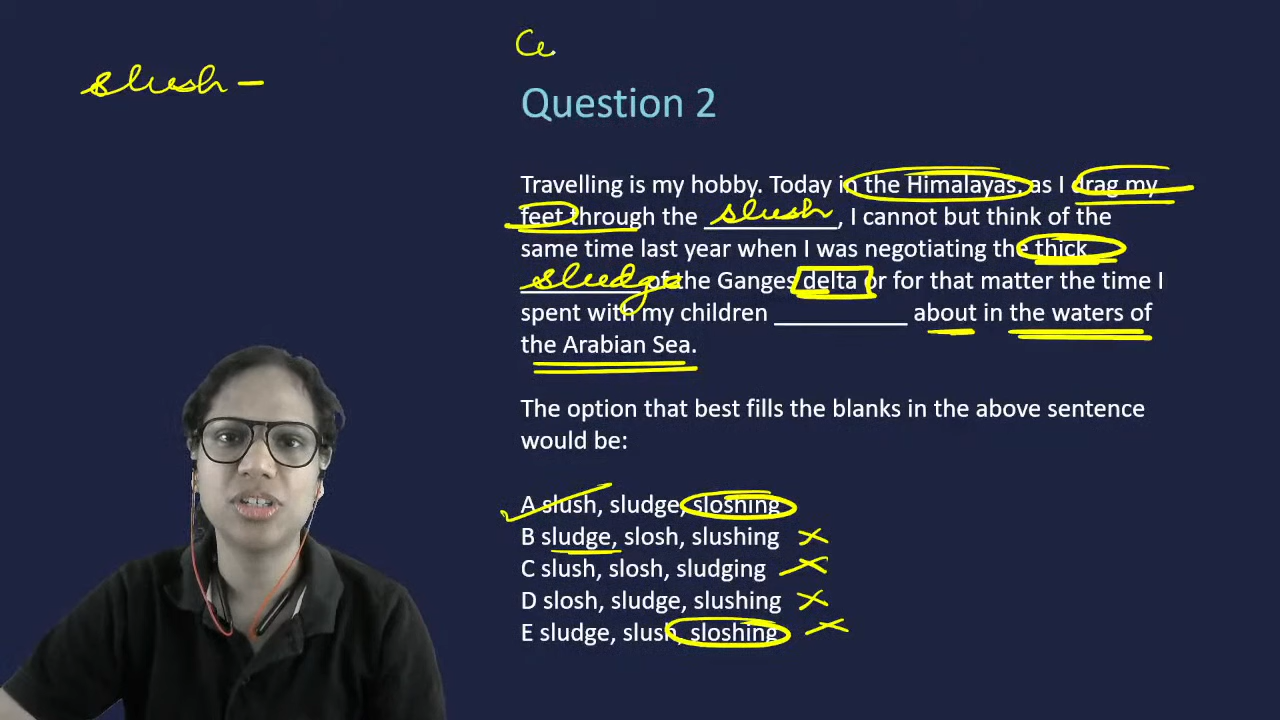 Ce
slush -
Question 2
Travelling is my hobby. Today in the Himalayas, as I drag my
feet through the slush, I cannot but think of the
same time last year when I was negotiating the thick
sludge of the Ganges delta or for that matter the time I
spent with my children __________ about in the waters of
the Arabian Sea.
The option that best fills the blanks in the above sentence
would be:
A slush, sludge, sloshing
B sludge, slosh, slushing
C slush, slosh, sludging
D slosh, sludge, slushing
E sludge, slush, sloshing